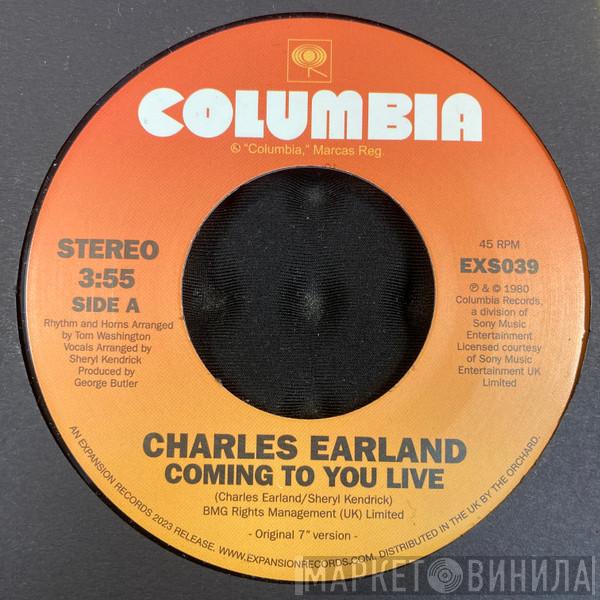 COLUMBIA
® "Columbia," Marcas Reg.
STEREO
3:55
SIDE A
Rhythm and Horns Arranged
by Tom Washington
Vocals Arranged by
Sheryl Kendrick
Produced by
George Butler
45 RPM
EXS039
℗ & © 1980
Columbia Records,
a division of
Sony Music
Entertainment
Licensed courtesy
of Sony Music
Entertainment UK
Limited
CHARLES EARLAND
COMING TO YOU LIVE
(Charles Earland/Sheryl Kendrick)
BMG Rights Management (UK) Limited
- Original 7" version -
AN EXPANSION RECORDS 2023 RELEASE. WWW.EXPANSIONRECORDS.COM, DISTRIBUTED IN THE UK BY THE ORCHARD.
МАРКЕТ ВИНИЛА